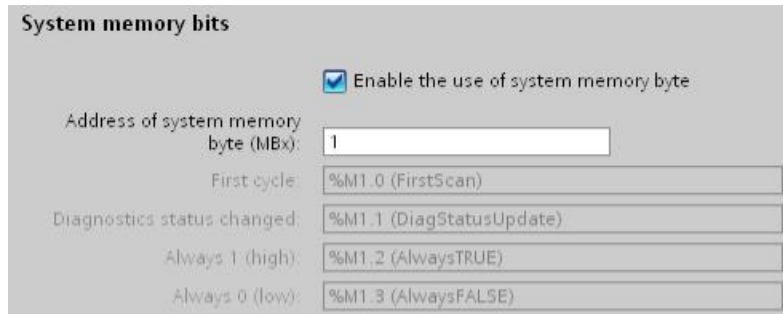 System memory bits
Enable the use of system memory byte
Address of system memory
byte (MBx):
1
First cycle:
%M1.0 (FirstScan)
Diagnostics status changed:
%M1.1 (DiagStatusUpdate)
Always 1 (high):
%M1.2 (AlwaysTRUE)
Always 0 (low):
%M1.3 (AlwaysFALSE)